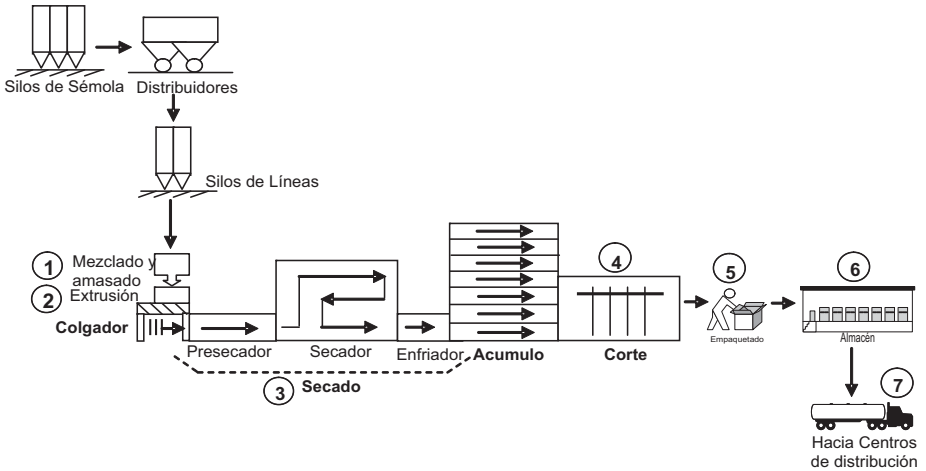 Silos de Sémola
Distribuidores
Silos de Líneas
1
Mezclado y
amasado
2
Extrusión
Colgador
Presecador
Secador
Enfriador
Acumulo
3
Secado
4
Corte
5
Empaquetado
6
Almacén
7
Hacia Centros
de distribución